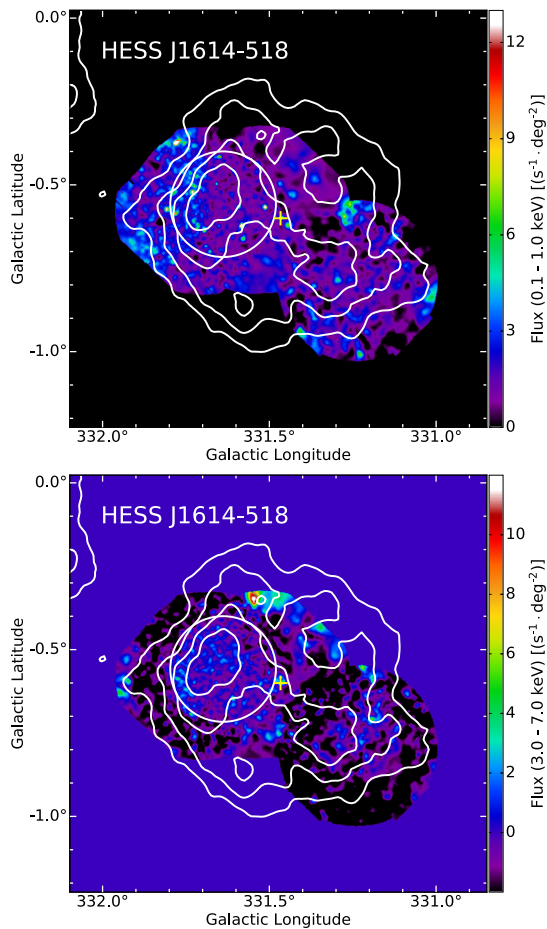 HESS J1614-518
0.0°
-0.5°
-1.0°
Galactic Latitude
332.0°
331.5°
331.0°
Galactic Longitude
12
9
6
3
0
Flux (0.1 - 1.0 keV) [(s⁻¹ · deg⁻²)]
HESS J1614-518
0.0°
-0.5°
-1.0°
Galactic Latitude
332.0°
331.5°
331.0°
Galactic Longitude
10
8
6
4
2
0
Flux (3.0 - 7.0 keV) [(s⁻¹ · deg⁻²)]